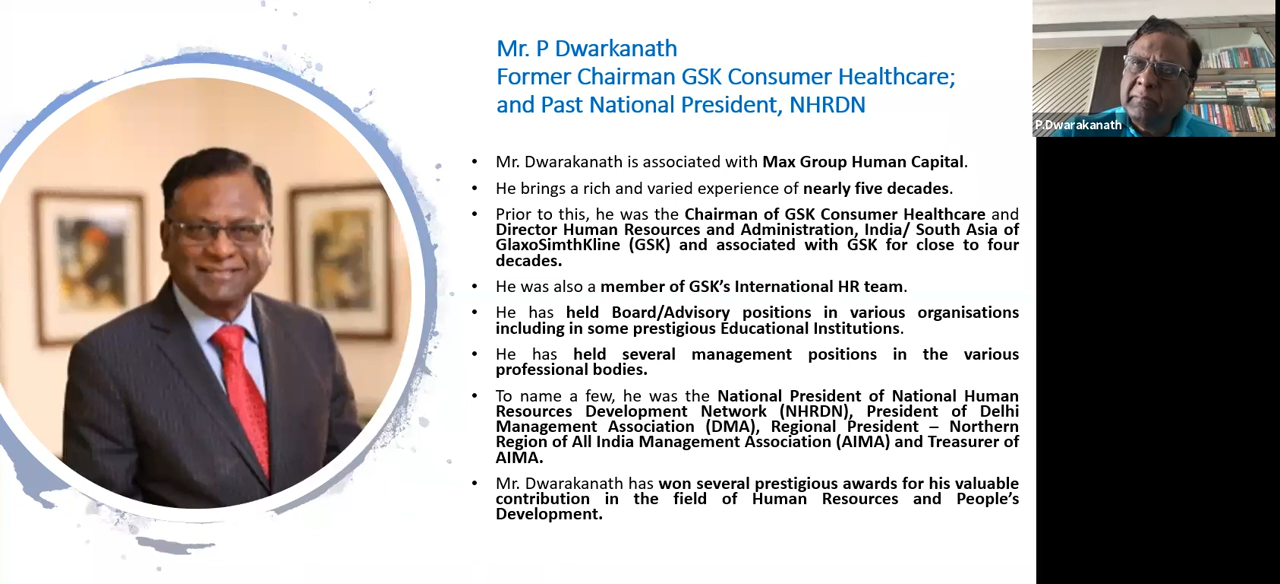 Mr. P Dwarkanath
Former Chairman GSK Consumer Healthcare;
and Past National President, NHRDN
• Mr. Dwarakanath is associated with Max Group Human Capital.
• He brings a rich and varied experience of nearly five decades.
• Prior to this, he was the Chairman of GSK Consumer Healthcare and
Director Human Resources and Administration, India/ South Asia of
GlaxoSimthKline (GSK) and associated with GSK for close to four
decades.
• He was also a member of GSK’s International HR team.
• He has held Board/Advisory positions in various organisations
including in some prestigious Educational Institutions.
• He has held several management positions in the various
professional bodies.
• To name a few, he was the National President of National Human
Resources Development Network (NHRDN), President of Delhi
Management Association (DMA), Regional President – Northern
Region of All India Management Association (AIMA) and Treasurer of
AIMA.
• Mr. Dwarakanath has won several prestigious awards for his valuable
contribution in the field of Human Resources and People’s
Development.
P.Dwarakanath